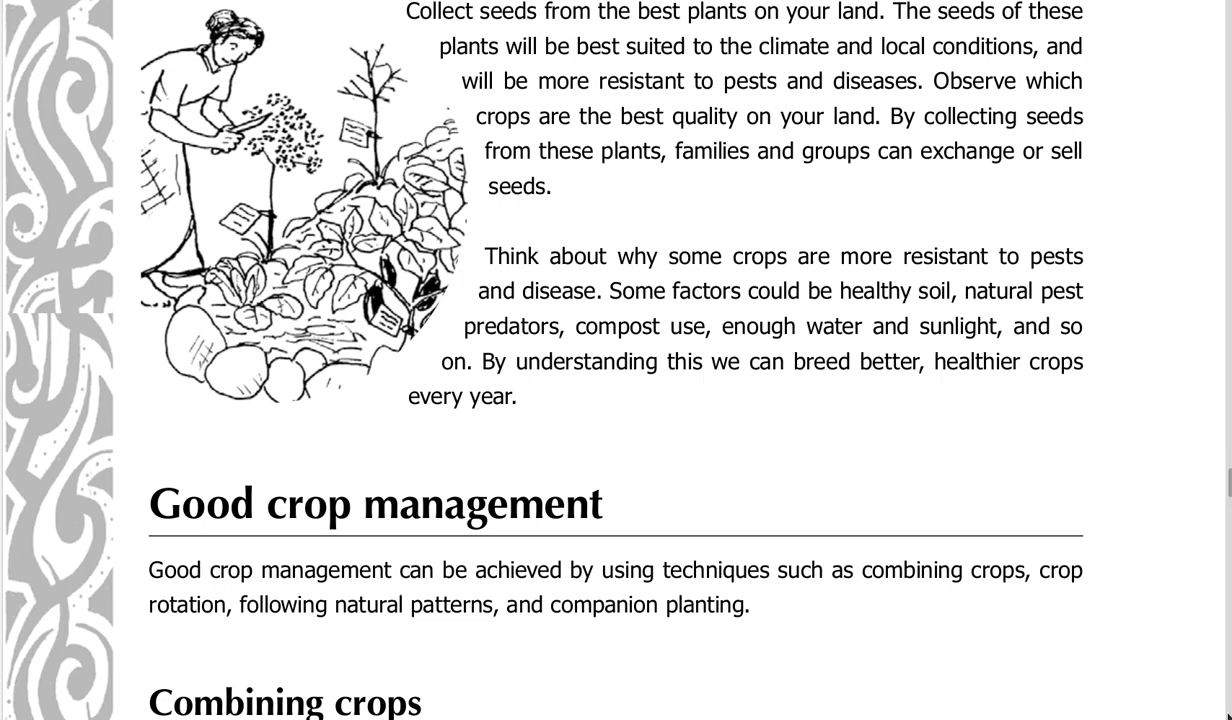 Collect seeds from the best plants on your land. The seeds of these
plants will be best suited to the climate and local conditions, and
will be more resistant to pests and diseases. Observe which
crops are the best quality on your land. By collecting seeds
from these plants, families and groups can exchange or sell
seeds.
Think about why some crops are more resistant to pests
and disease. Some factors could be healthy soil, natural pest
predators, compost use, enough water and sunlight, and so
on. By understanding this we can breed better, healthier crops
every year.
Good crop management
Good crop management can be achieved by using techniques such as combining crops, crop
rotation, following natural patterns, and companion planting.
Combining crops